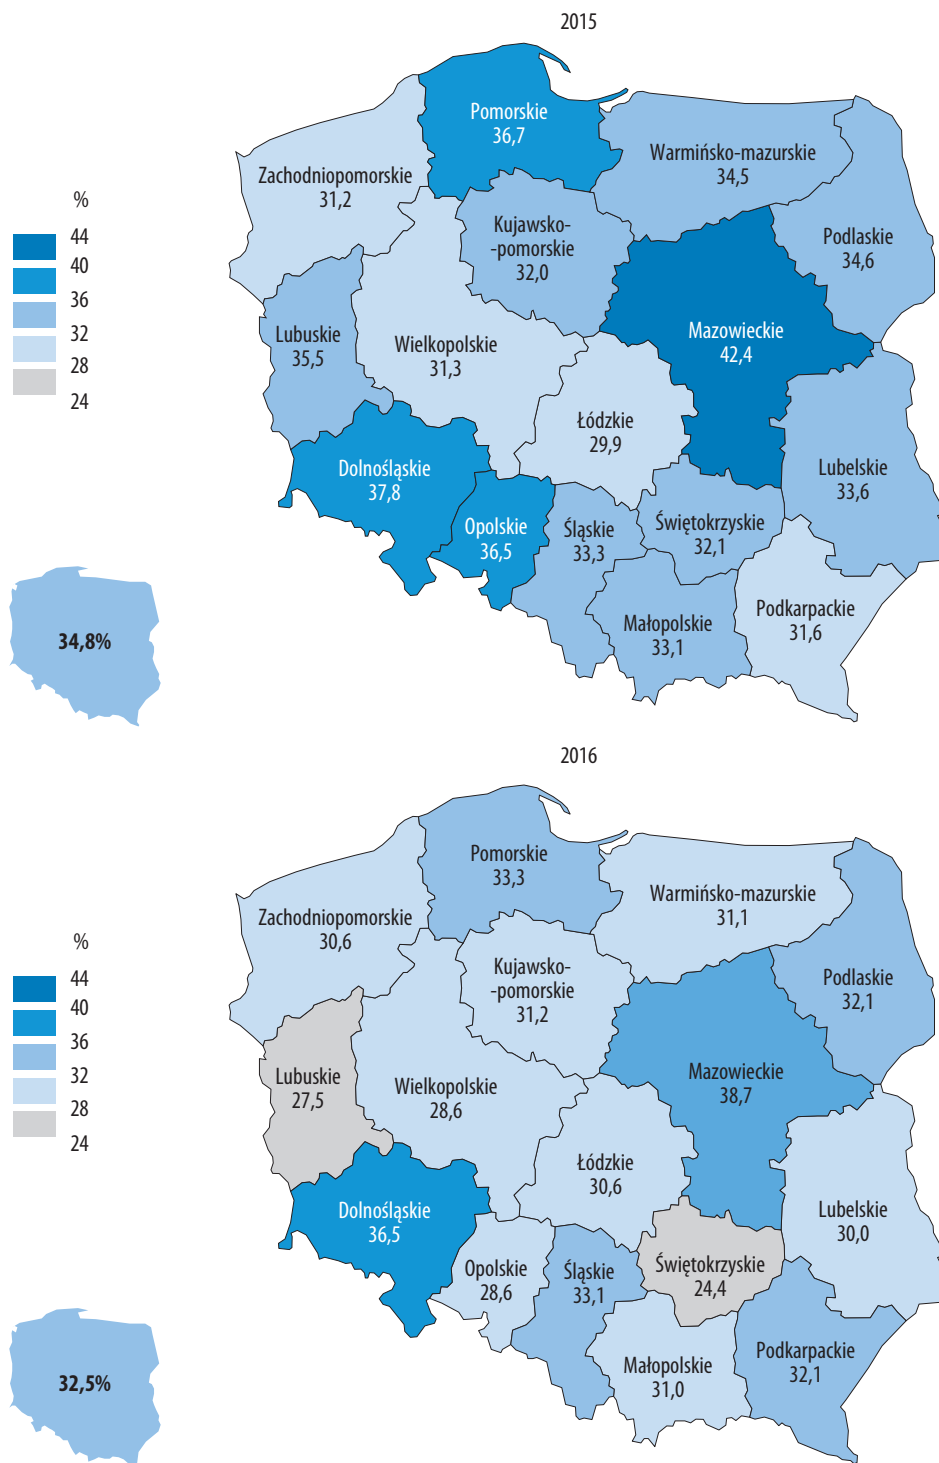 2015
Pomorskie
36,7
Warmińsko-mazurskie
34,5
Zachodniopomorskie
31,2
Kujawsko-
-pomorskie
32,0
Podlaskie
34,6
%
44
40
36
32
28
24
Lubuskie
35,5
Wielkopolskie
31,3
Mazowieckie
42,4
Łódzkie
29,9
Dolnośląskie
37,8
Lubelskie
33,6
Opolskie
36,5
Śląskie
33,3
Świętokrzyskie
32,1
Podkarpackie
31,6
Małopolskie
33,1
34,8%
2016
Pomorskie
33,3
Warmińsko-mazurskie
31,1
Zachodniopomorskie
30,6
Kujawsko-
-pomorskie
31,2
Podlaskie
32,1
%
44
40
36
32
28
24
Lubuskie
27,5
Wielkopolskie
28,6
Mazowieckie
38,7
Łódzkie
30,6
Dolnośląskie
36,5
Lubelskie
30,0
Opolskie
28,6
Śląskie
33,1
Świętokrzyskie
24,4
Podkarpackie
32,1
Małopolskie
31,0
32,5%